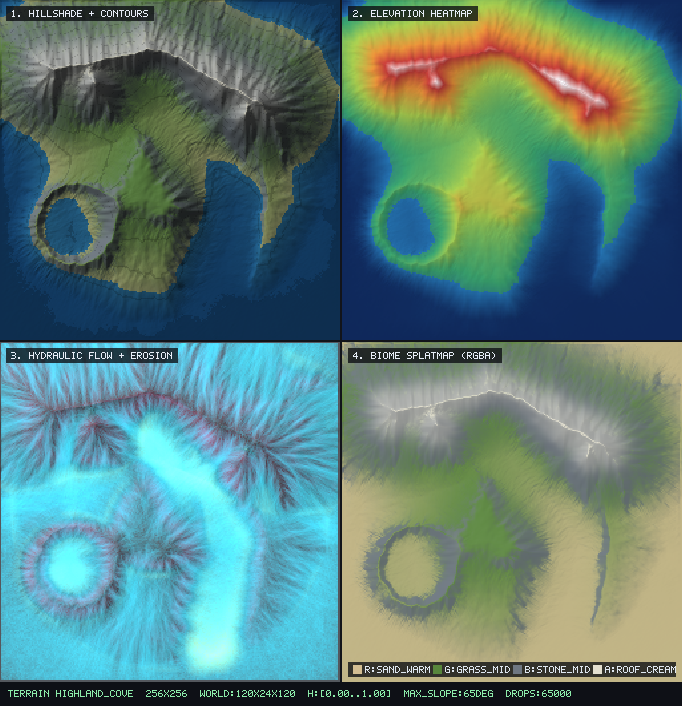 1. HILLSHADE + CONTOURS
2. ELEVATION HEATMAP
3. HYDRAULIC FLOW + EROSION
4. BIOME SPLATMAP (RGBA)
R:SAND_WARM G:GRASS_MID B:STONE_MID A:ROOF_CREAM
TERRAIN HIGHLAND_COVE 256X256 WORLD:120X24X120 H:[0.00..1.00] MAX_SLOPE:65DEG DROPS:65000